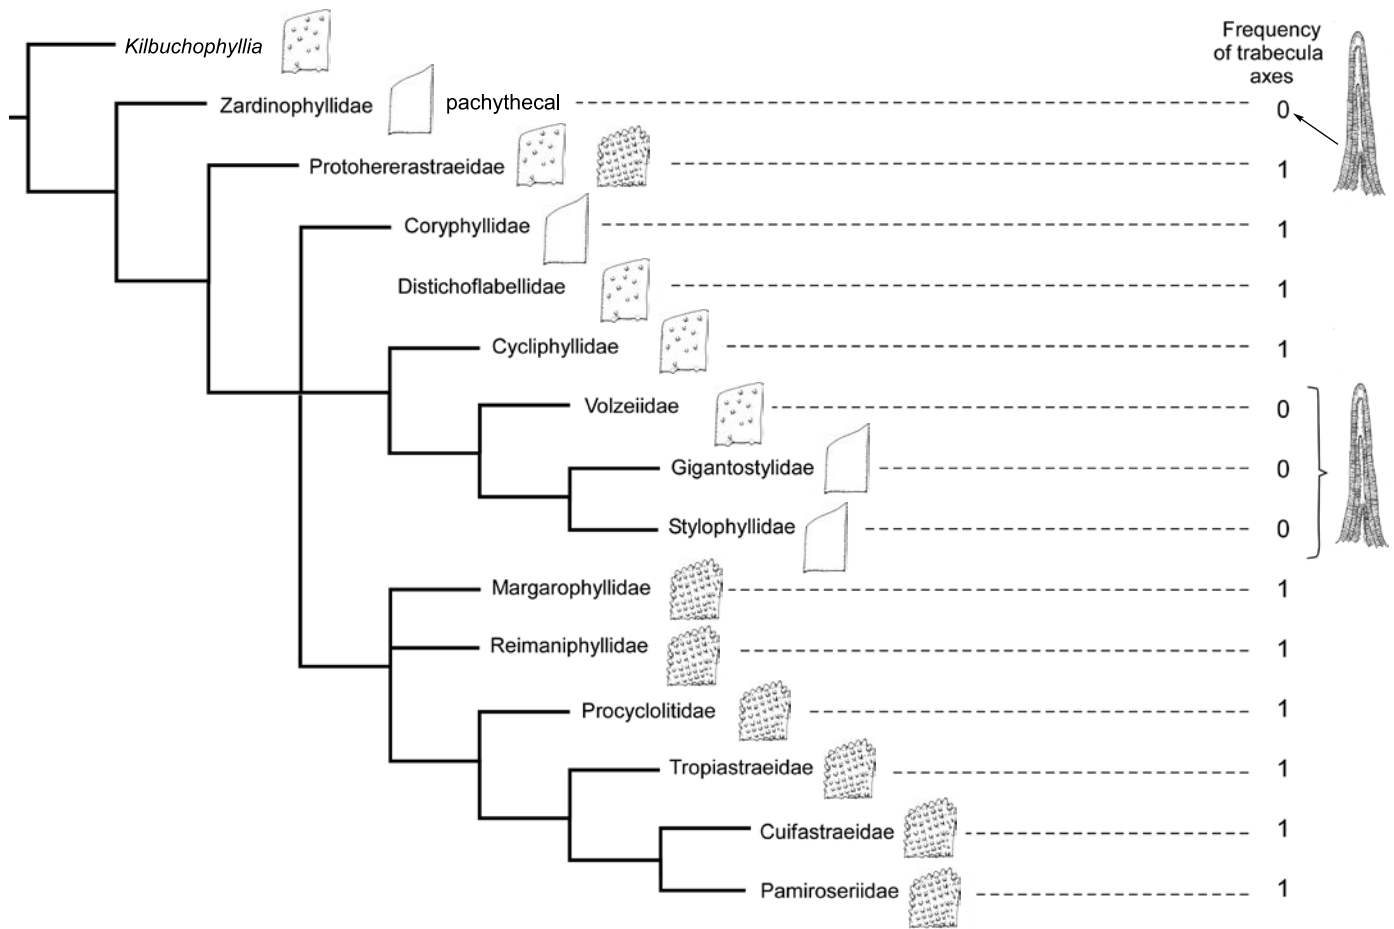 Frequency
of trabecula
axes
Kilbuchophyllia
Zardinophyllidae pachythecal 0
Protohererastraeidae 1
Coryphyllidae 1
Distichoflabellidae 1
Cycliphyllidae 1
Volzeiidae 0
Gigantostylidae 0
Stylophyllidae 0
Margarophyllidae 1
Reimaniphyllidae 1
Procyclolitidae 1
Tropiastraeidae 1
Cuifastraeidae 1
Pamiroseriidae 1